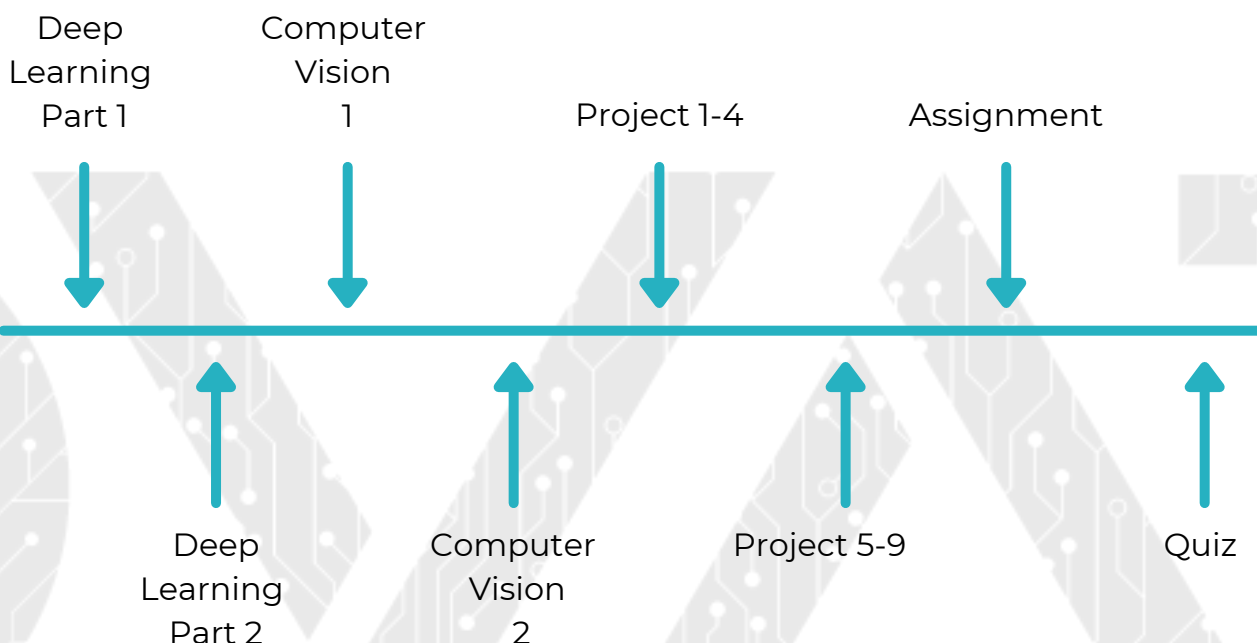 Deep
Learning
Part 1
Computer
Vision
1
Project 1-4
Assignment
Deep
Learning
Part 2
Computer
Vision
2
Project 5-9
Quiz